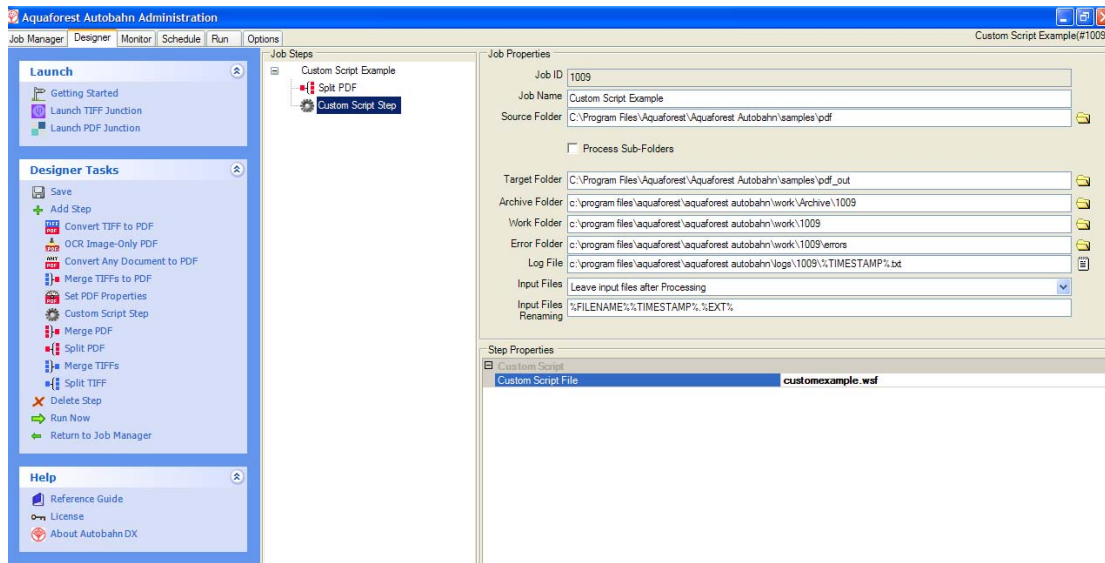 Aquaforest Autobahn Administration
Job Manager Designer Monitor Schedule Run Options
Custom Script Example(#1009
Launch
Getting Started
Launch TIFF Junction
Launch PDF Junction
Designer Tasks
Save
Add Step
Convert TIFF to PDF
OCR Image-Only PDF
Convert Any Document to PDF
Merge TIFFs to PDF
Set PDF Properties
Custom Script Step
Merge PDF
Split PDF
Merge TIFFs
Split TIFF
Delete Step
Run Now
Return to Job Manager
Help
Reference Guide
License
About Autobahn DX
Job Steps
Custom Script Example
Split PDF
Custom Script Step
Job Properties
Job ID 1009
Job Name Custom Script Example
Source Folder C:\Program Files\Aquaforest\Aquaforest Autobahn\samples\pdf
Process Sub-Folders
Target Folder C:\Program Files\Aquaforest\Aquaforest Autobahn\samples\pdf_out
Archive Folder c:\program files\aquaforest\aquaforest autobahn\work\Archive\1009
Work Folder c:\program files\aquaforest\aquaforest autobahn\work\1009
Error Folder c:\program files\aquaforest\aquaforest autobahn\work\1009\errors
Log File c:\program files\aquaforest\aquaforest autobahn\logs\1009\%TIMESTAMP%.txt
Input Files Leave input files after Processing
Input Files
Renaming %FILENAME%%TIMESTAMP%.%EXT%
Step Properties
Custom Script
Custom Script File customexample.wsf